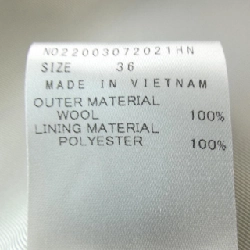 NO22003072021HN
SIZE 36
MADE IN VIETNAM
OUTER MATERIAL
WOOL 100%
LINING MATERIAL
POLYESTER 100%